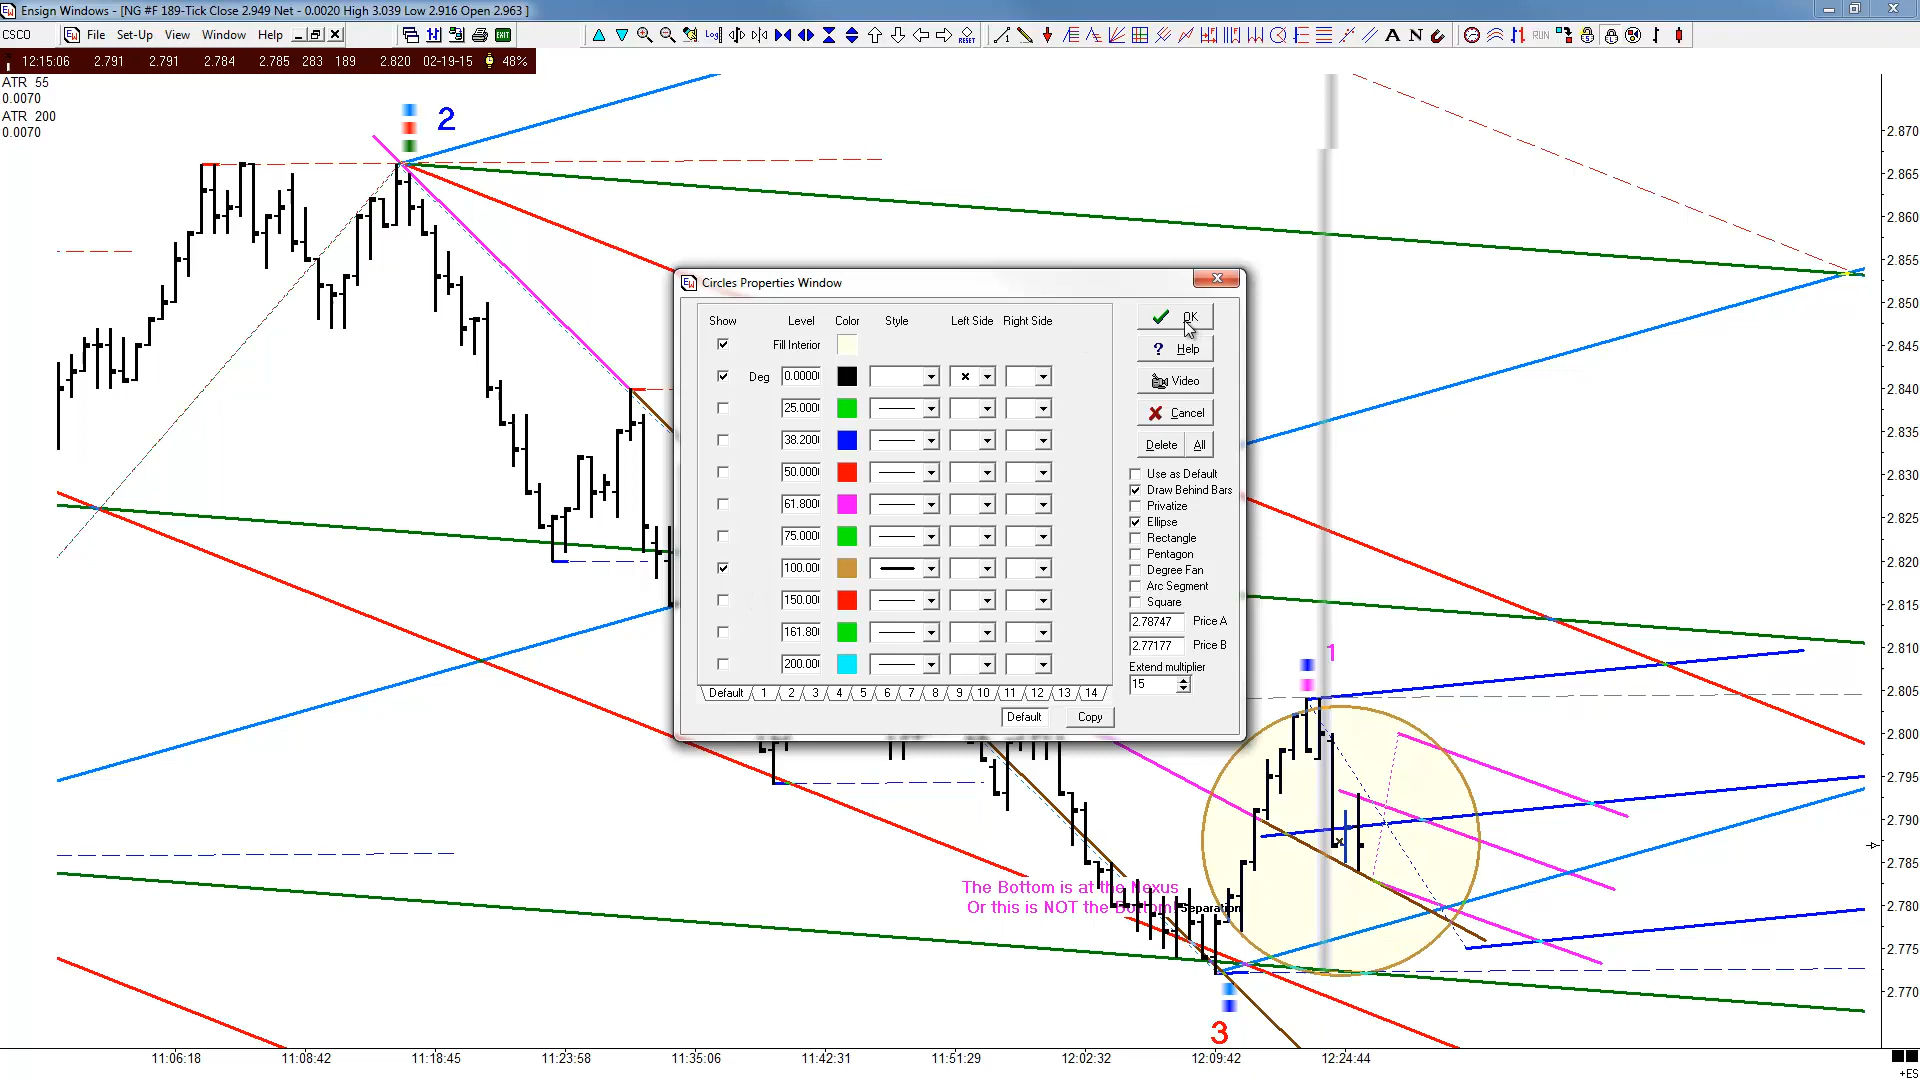 Ensign Windows - [NG #F 189-Tick Close 2.949 Net - 0.0020 High 3.039 Low 2.916 Open 2.963 ]
CSCO File Set-Up View Window Help
Log
RESET
RUN
EXIT
12:15:06 2.791 2.791 2.784 2.785 283 189 2.820 02-19-15 48%
ATR 55
0.0070
ATR 200
0.0070
2
2.870
2.865
2.860
2.855
2.850
2.845
2.840
2.835
2.830
2.825
2.820
2.815
2.810
2.805
2.800
2.795
2.790
2.785
2.780
2.775
2.770
Circles Properties Window
Show Level Color Style Left Side Right Side
Fill Interior
Deg 0.0000
25.000
38.200
50.000
61.800
75.000
100.00
150.00
161.80
200.00
Default 1 2 3 4 5 6 7 8 9 10 11 12 13 14
Default Copy
OK
Help
Video
Cancel
Delete All
Use as Default
Draw Behind Bars
Privatize
Ellipse
Rectangle
Pentagon
Degree Fan
Arc Segment
Square
2.78747 Price A
2.77177 Price B
Extend multiplier
15
1
The Bottom is at the Nexus
Or this is NOT the Bottom!
Separation
3
11:06:18 11:08:42 11:18:45 11:23:58 11:35:06 11:42:31 11:51:29 12:02:32 12:09:42 12:24:44
+ES